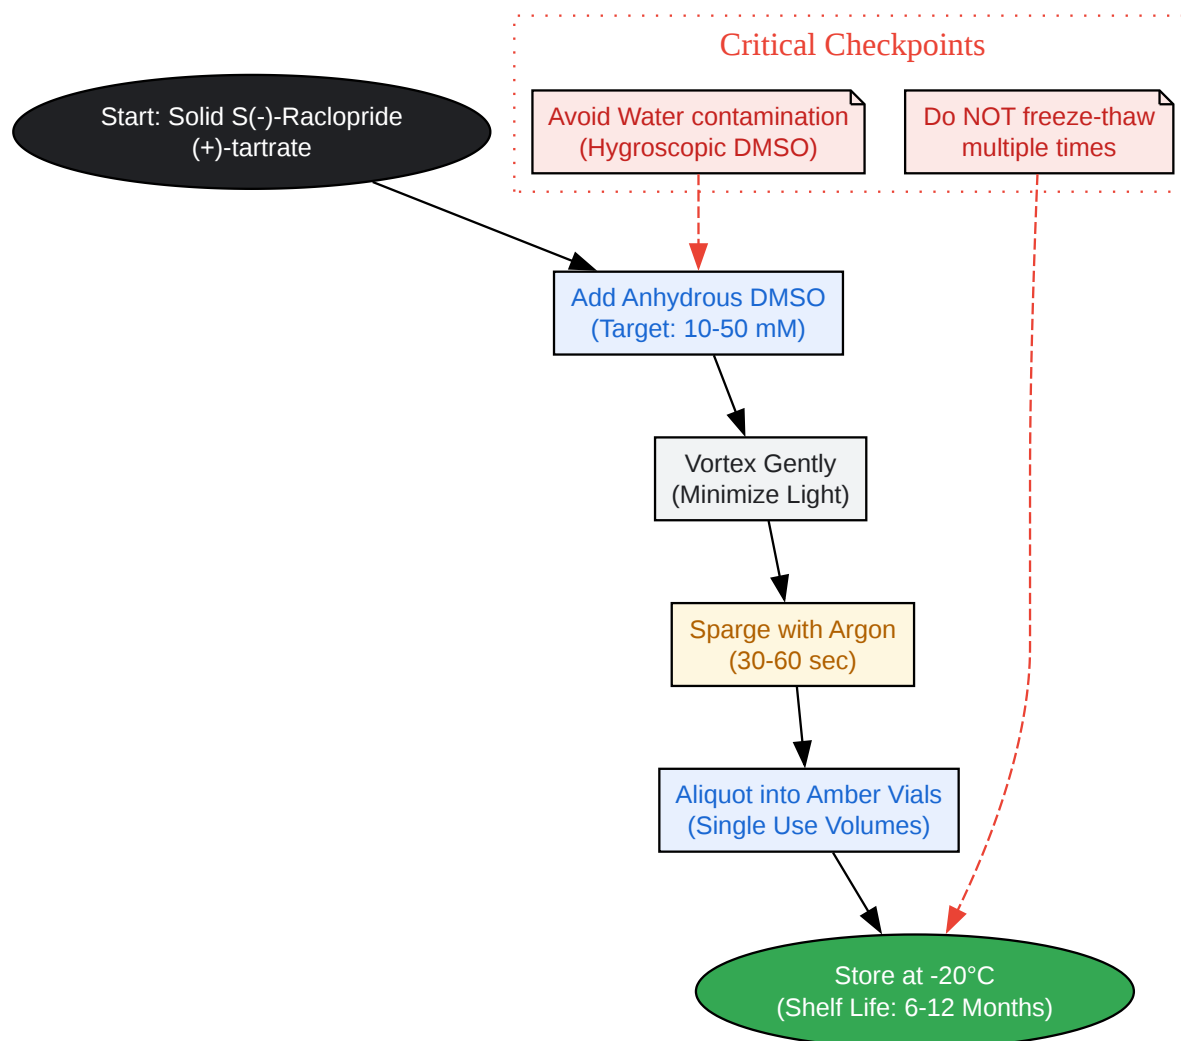 Critical Checkpoints
Start: Solid S(-)-Raclopride
(+)-tartrate
Avoid Water contamination
(Hygroscopic DMSO)
Do NOT freeze-thaw
multiple times
Add Anhydrous DMSO
(Target: 10-50 mM)
Vortex Gently
(Minimize Light)
Sparge with Argon
(30-60 sec)
Aliquot into Amber Vials
(Single Use Volumes)
Store at -20°C
(Shelf Life: 6-12 Months)